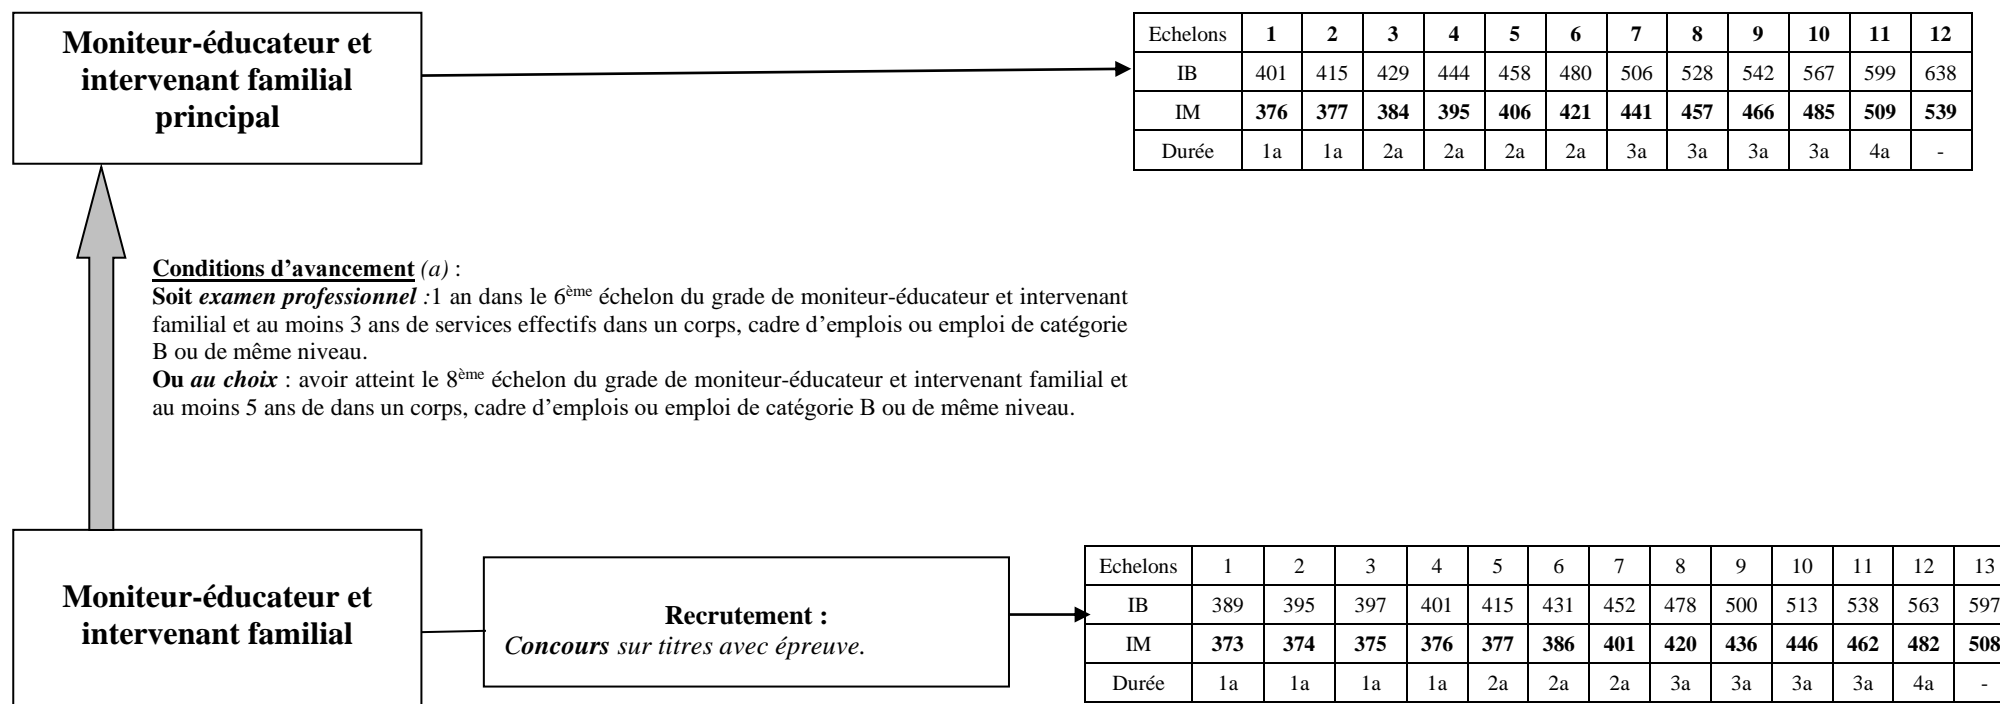 Moniteur-éducateur et
intervenant familial
principal
Echelons 1 2 3 4 5 6 7 8 9 10 11 12
IB 401 415 429 444 458 480 506 528 542 567 599 638
IM 376 377 384 395 406 421 441 457 466 485 509 539
Durée 1a 1a 2a 2a 2a 2a 3a 3a 3a 3a 4a -
Conditions d’avancement (a) :
Soit examen professionnel :1 an dans le 6ème échelon du grade de moniteur-éducateur et intervenant
familial et au moins 3 ans de services effectifs dans un corps, cadre d’emplois ou emploi de catégorie
B ou de même niveau.
Ou au choix : avoir atteint le 8ème échelon du grade de moniteur-éducateur et intervenant familial et
au moins 5 ans de dans un corps, cadre d’emplois ou emploi de catégorie B ou de même niveau.
Moniteur-éducateur et
intervenant familial
Recrutement :
Concours sur titres avec épreuve.
Echelons 1 2 3 4 5 6 7 8 9 10 11 12 13
IB 389 395 397 401 415 431 452 478 500 513 538 563 597
IM 373 374 375 376 377 386 401 420 436 446 462 482 508
Durée 1a 1a 1a 1a 2a 2a 2a 3a 3a 3a 3a 4a -